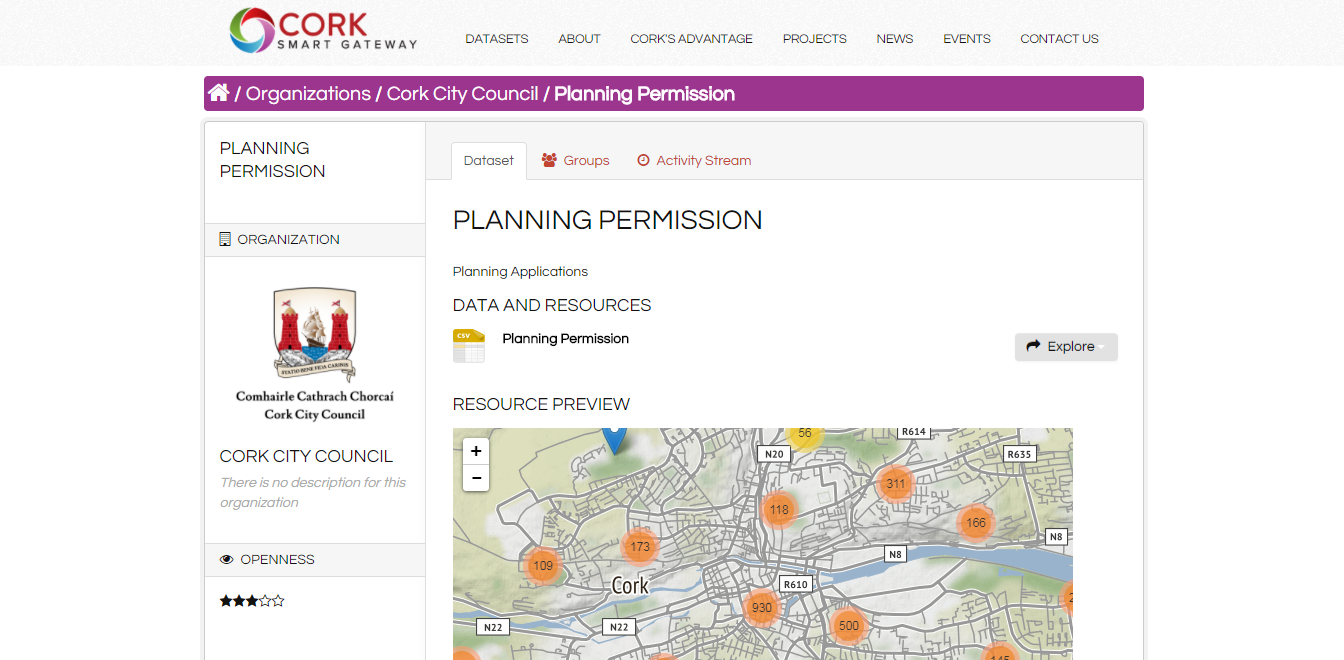 CORK
SMART GATEWAY
DATASETS ABOUT CORK'S ADVANTAGE PROJECTS NEWS EVENTS CONTACT US
/ Organizations / Cork City Council / Planning Permission
PLANNING
PERMISSION
ORGANIZATION
STATIO BENE FIDA CARINIS
Comhairle Cathrach Chorcaí
Cork City Council
CORK CITY COUNCIL
There is no description for this
organization
OPENNESS
Dataset Groups Activity Stream
PLANNING PERMISSION
Planning Applications
DATA AND RESOURCES
CSV
Planning Permission
Explore
RESOURCE PREVIEW
+
−
56
R614
N20
R635
311
118
166
N8
173
N8
109
Cork
R610
930
500
N22
N22